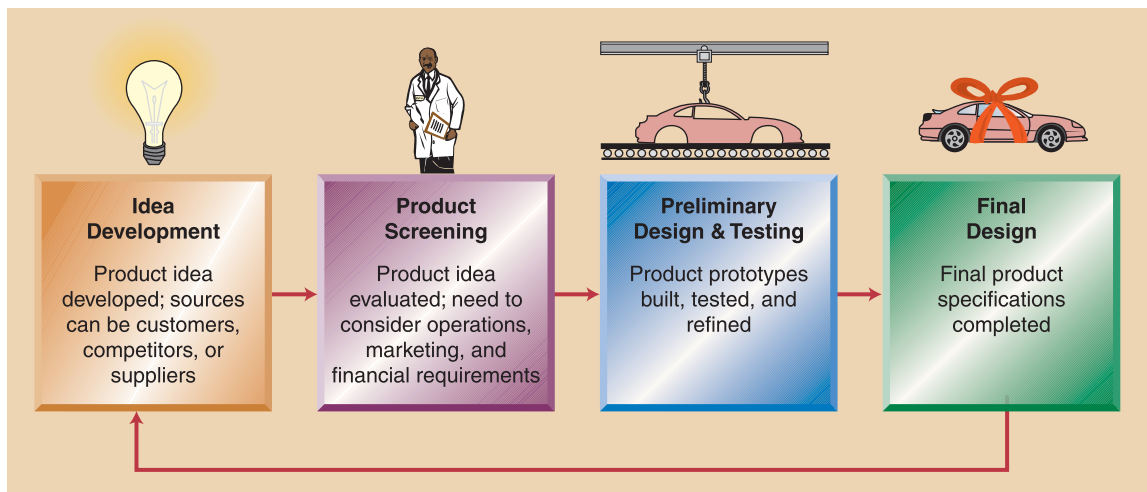 Idea
Development
Product idea
developed; sources
can be customers,
competitors, or
suppliers
Product
Screening
Product idea
evaluated; need to
consider operations,
marketing, and
financial requirements
Preliminary
Design & Testing
Product prototypes
built, tested, and
refined
Final
Design
Final product
specifications
completed